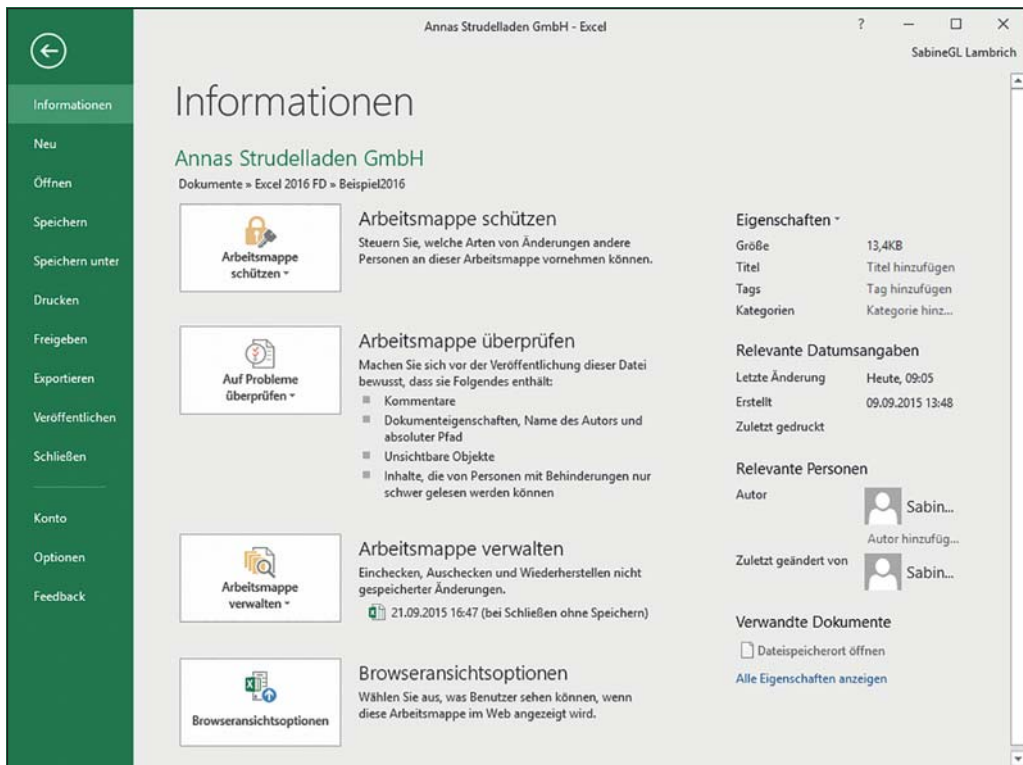 Annas Strudelladen GmbH - Excel
?
SabineGL Lambrich
Informationen
Neu
Öffnen
Speichern
Speichern unter
Drucken
Freigeben
Exportieren
Veröffentlichen
Schließen
Konto
Optionen
Feedback
Informationen
Annas Strudelladen GmbH
Dokumente » Excel 2016 FD » Beispiel2016
Arbeitsmappe
schützen
Arbeitsmappe schützen
Steuern Sie, welche Arten von Änderungen andere
Personen an dieser Arbeitsmappe vornehmen können.
Auf Probleme
überprüfen
Arbeitsmappe überprüfen
Machen Sie sich vor der Veröffentlichung dieser Datei
bewusst, dass sie Folgendes enthält:
Kommentare
Dokumenteigenschaften, Name des Autors und
absoluter Pfad
Unsichtbare Objekte
Inhalte, die von Personen mit Behinderungen nur
schwer gelesen werden können
Arbeitsmappe
verwalten
Arbeitsmappe verwalten
Einchecken, Auschecken und Wiederherstellen nicht
gespeicherter Änderungen.
21.09.2015 16:47 (bei Schließen ohne Speichern)
Browseransichtsoptionen
Browseransichtsoptionen
Wählen Sie aus, was Benutzer sehen können, wenn
diese Arbeitsmappe im Web angezeigt wird.
Eigenschaften
Größe 13,4KB
Titel Titel hinzufügen
Tags Tag hinzufügen
Kategorien Kategorie hinz...
Relevante Datumsangaben
Letzte Änderung Heute, 09:05
Erstellt 09.09.2015 13:48
Zuletzt gedruckt
Relevante Personen
Autor Sabin...
Autor hinzufüg...
Zuletzt geändert von Sabin...
Verwandte Dokumente
Dateispeicherort öffnen
Alle Eigenschaften anzeigen